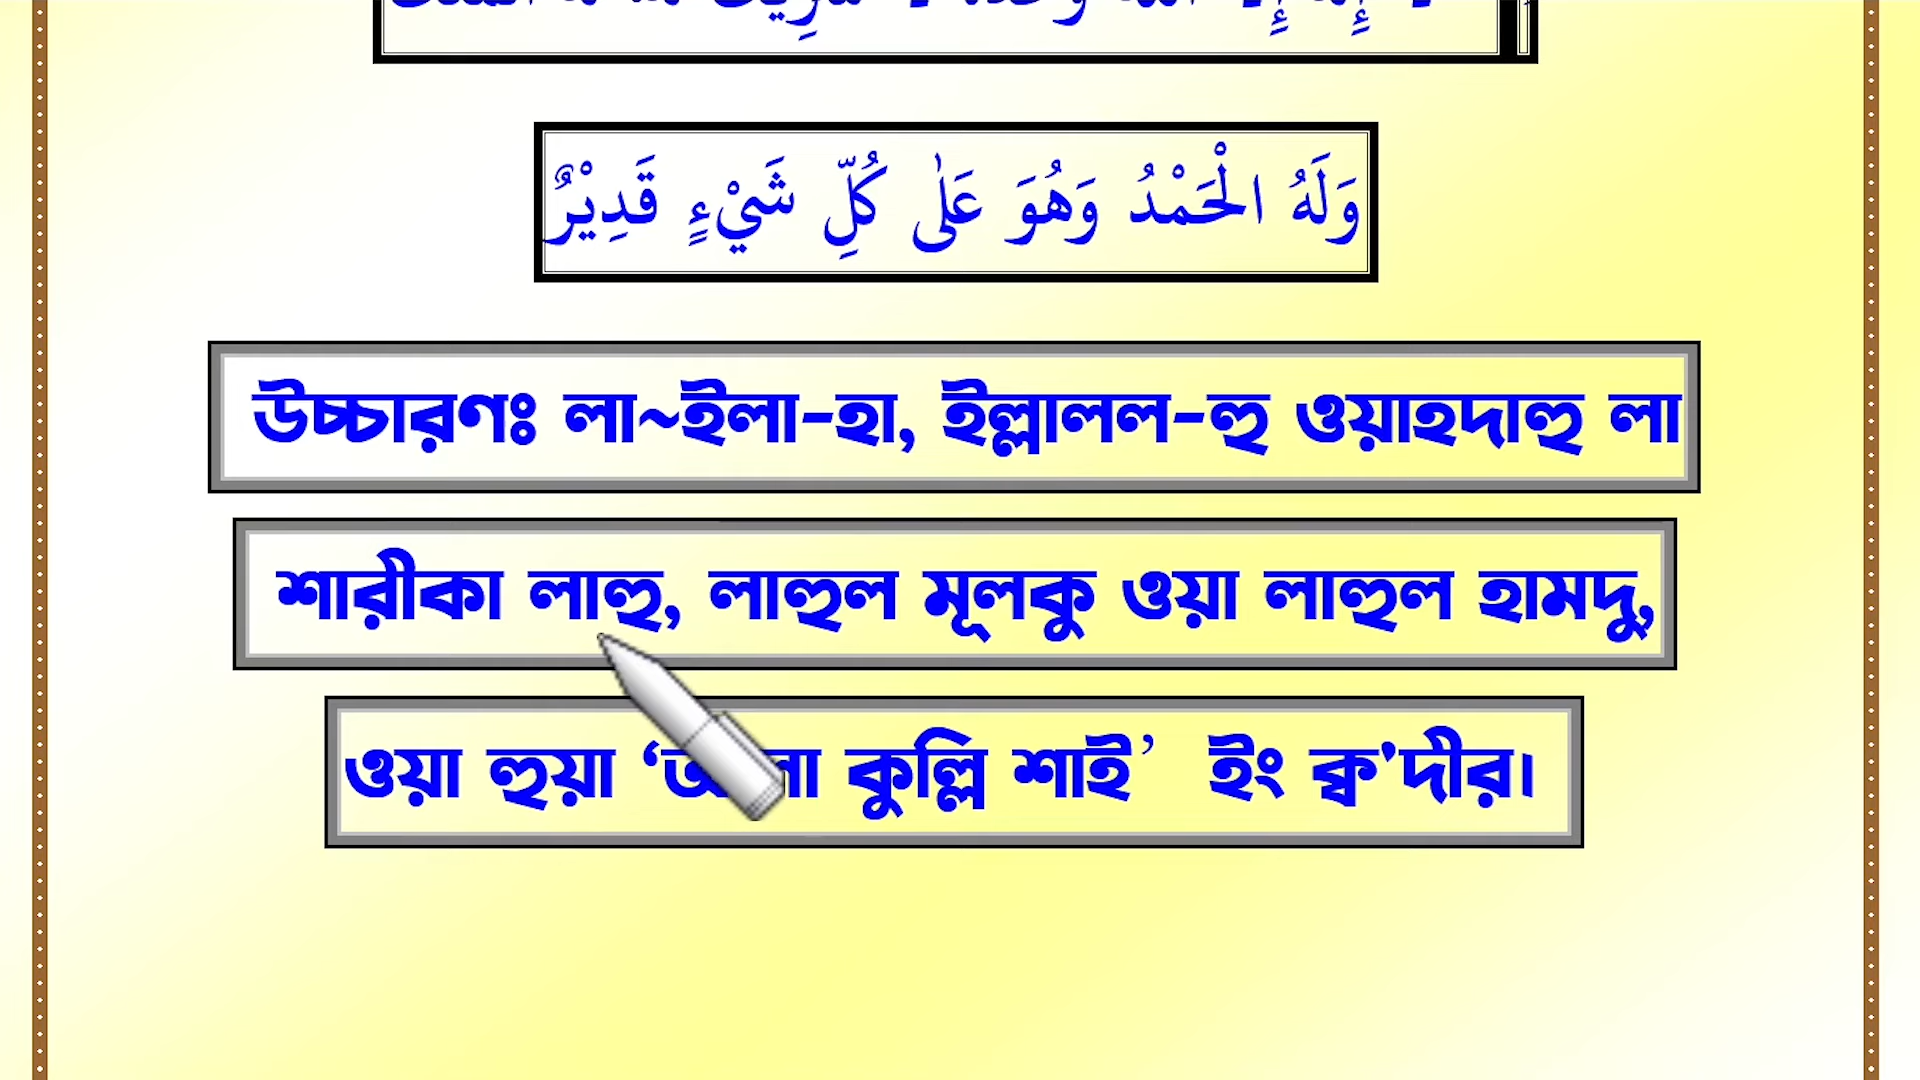 وَلَهُ الْحَمْدُ وَهُوَ عَلٰى كُلِّ شَيْءٍ قَدِيْرٌ
উচ্চারণঃ লা~ইলা-হা, ইল্লালল-হু ওয়াহদাহু লা
শারীকা লাহু, লাহুল মূলকু ওয়া লাহুল হামদু,
ওয়া হুয়া কুল্লি শাই’ ইং ক্ব'দীর।